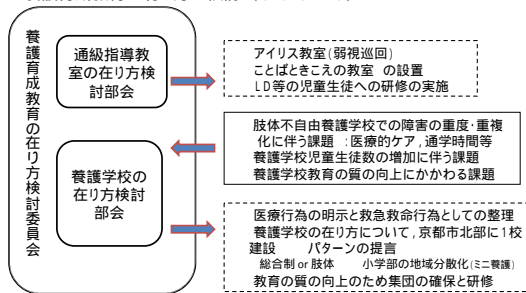 養護育成教育の在り方検討委員会
通級指導教
室の在り方検
討部会
アイリス教室(弱視巡回)
ことばときこえの教室 の設置
LD等の児童生徒への研修の実施
肢体不自由養護学校での障害の重度・重複
化に伴う課題 :医療的ケア,通学時間等
養護学校児童生徒数の増加に伴う課題
養護学校教育の質の向上にかかわる課題
養護学校の
在り方検討
部会
医療行為の明示と救急救命行為としての整理
養護学校の在り方について,京都市北部に1校
建設 パターンの提言
総合制 or 肢体 小学部の地域分散化(ミニ養護)
教育の質の向上のため集団の確保と研修